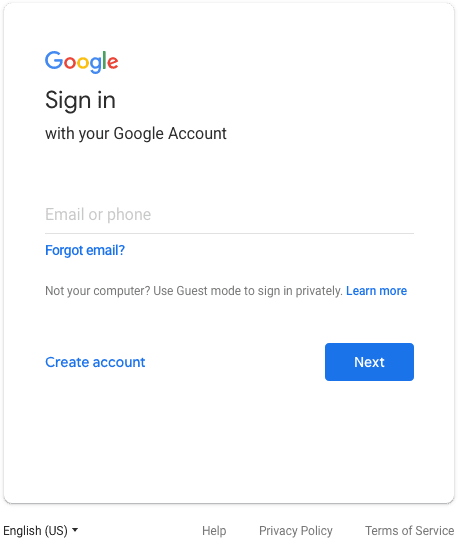 Google
Sign in
with your Google Account
Email or phone
Forgot email?
Not your computer? Use Guest mode to sign in privately. Learn more
Create account
Next
English (US)
Help
Privacy Policy
Terms of Service